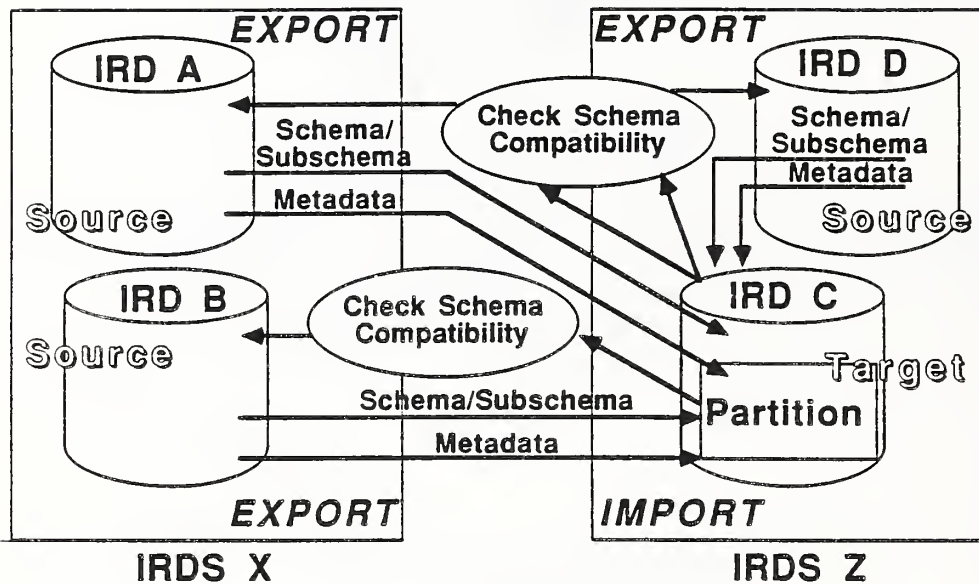 EXPORT
IRD A
Schema/
Subschema
Metadata
Source
Check Schema
Compatibility
EXPORT
IRD D
Schema/
Subschema
Metadata
Source
IRD B
Source
Check Schema
Compatibility
IRD C
Target
Partition
Schema/Subschema
Metadata
EXPORT
IMPORT
IRDS X
IRDS Z